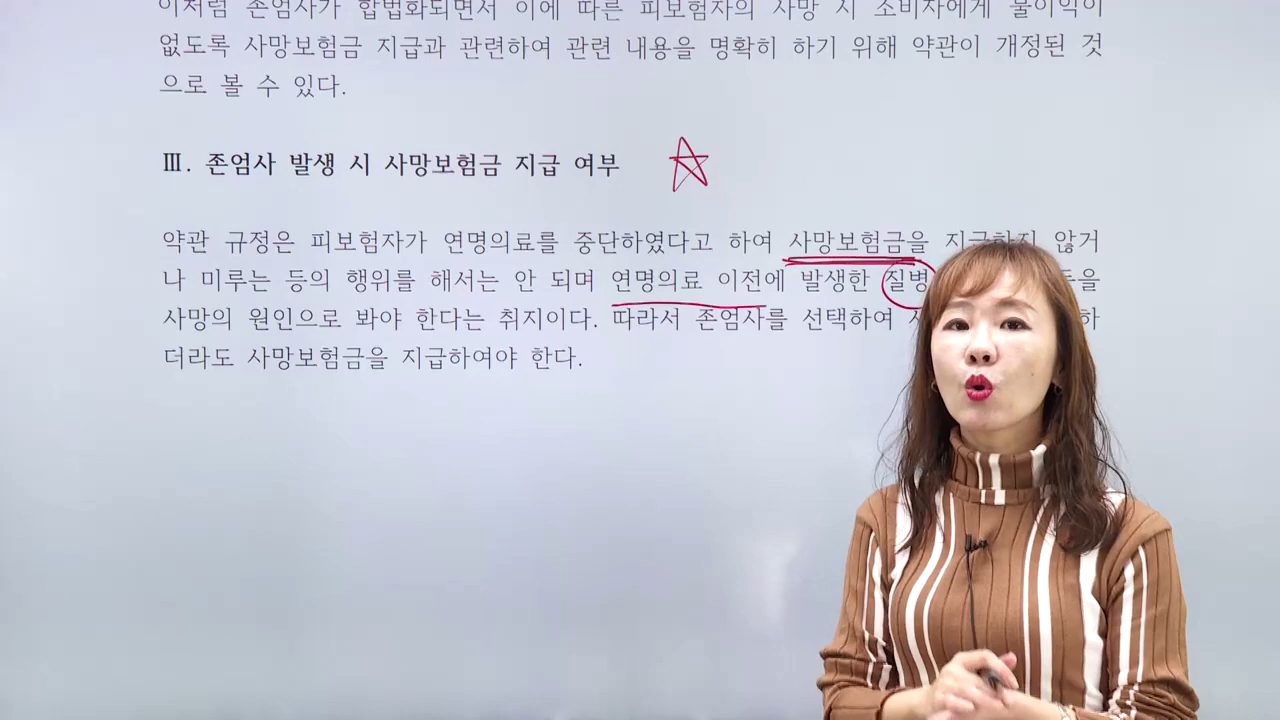 이처럼 존엄사가 합법화되면서 이에 따른 피보험자의 사망 시 소비자에게 불이익이
없도록 사망보험금 지급과 관련하여 관련 내용을 명확히 하기 위해 약관이 개정된 것
으로 볼 수 있다.
Ⅲ. 존엄사 발생 시 사망보험금 지급 여부
약관 규정은 피보험자가 연명의료를 중단하였다고 하여 사망보험금을 지급하지 않거
나 미루는 등의 행위를 해서는 안 되며 연명의료 이전에 발생한 질병 등을
사망의 원인으로 봐야 한다는 취지이다. 따라서 존엄사를 선택하여 하
더라도 사망보험금을 지급하여야 한다.